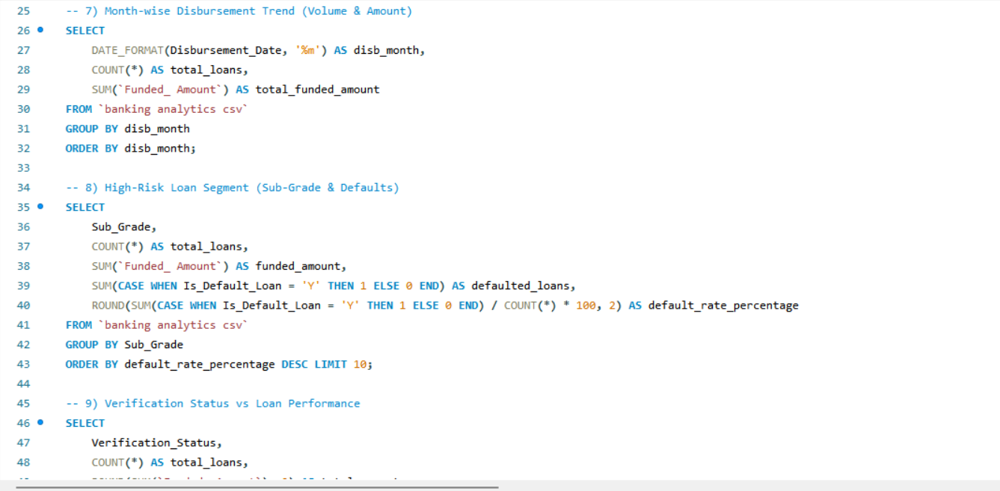 25 -- 7) Month-wise Disbursement Trend (Volume & Amount)
26 SELECT
27 DATE_FORMAT(Disbursement_Date, '%m') AS disb_month,
28 COUNT(*) AS total_loans,
29 SUM(`Funded_ Amount`) AS total_funded_amount
30 FROM `banking analytics csv`
31 GROUP BY disb_month
32 ORDER BY disb_month;
33
34 -- 8) High-Risk Loan Segment (Sub-Grade & Defaults)
35 SELECT
36 Sub_Grade,
37 COUNT(*) AS total_loans,
38 SUM(`Funded_ Amount`) AS funded_amount,
39 SUM(CASE WHEN Is_Default_Loan = 'Y' THEN 1 ELSE 0 END) AS defaulted_loans,
40 ROUND(SUM(CASE WHEN Is_Default_Loan = 'Y' THEN 1 ELSE 0 END) / COUNT(*) * 100, 2) AS default_rate_percentage
41 FROM `banking analytics csv`
42 GROUP BY Sub_Grade
43 ORDER BY default_rate_percentage DESC LIMIT 10;
44
45 -- 9) Verification Status vs Loan Performance
46 SELECT
47 Verification_Status,
48 COUNT(*) AS total_loans,